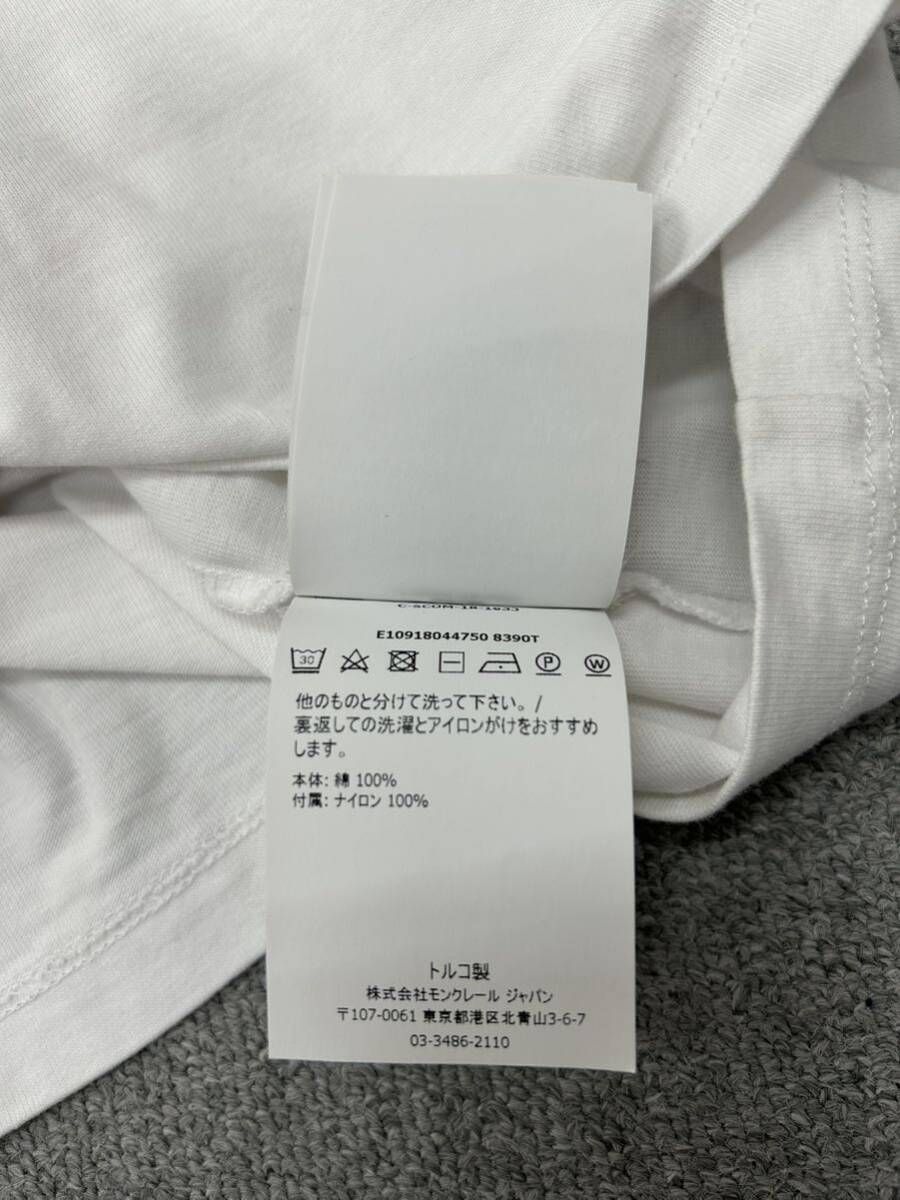 E10918044750 8390T
30
P
W
他のものと分けて洗って下さい。/
裏返しての洗濯とアイロンがけをおすすめ
します。
本体: 綿 100%
付属: ナイロン 100%
トルコ製
株式会社モンクレール ジャパン
〒107-0061 東京都港区北青山3-6-7
03-3486-2110